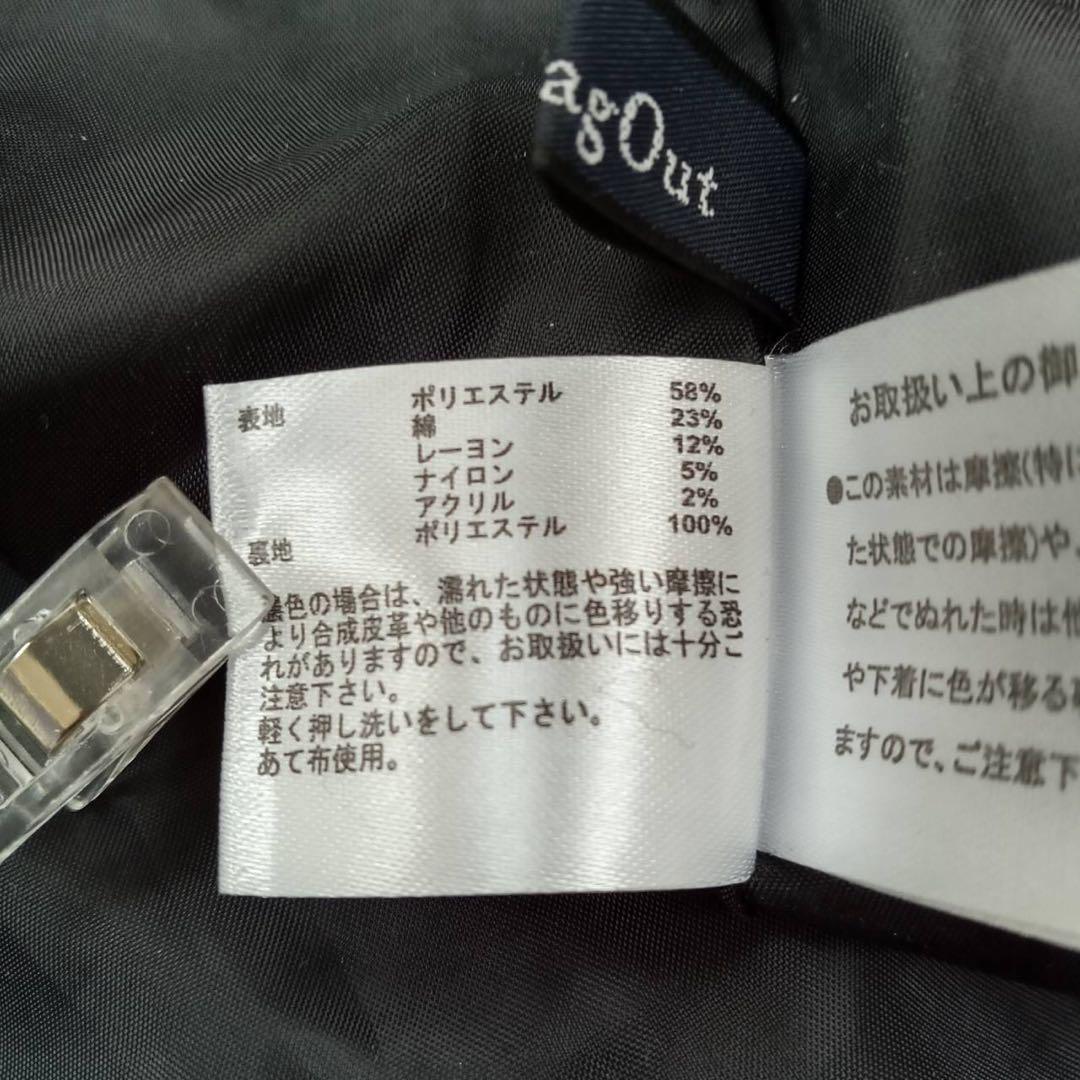 agOut
表地 ポリエステル 58%
綿 23%
レーヨン 12%
ナイロン 5%
アクリル 2%
裏地 ポリエステル 100%
色の場合は、濡れた状態や強い摩擦に
より合成皮革や他のものに色移りする恐
れがありますので、お取扱いには十分ご
注意下さい。
軽く押し洗いをして下さい。
あて布使用。
お取扱い上の御
●この素材は摩擦(特に
た状態での摩擦)や、
などでぬれた時は他
や下着に色が移る
ますので、ご注意下